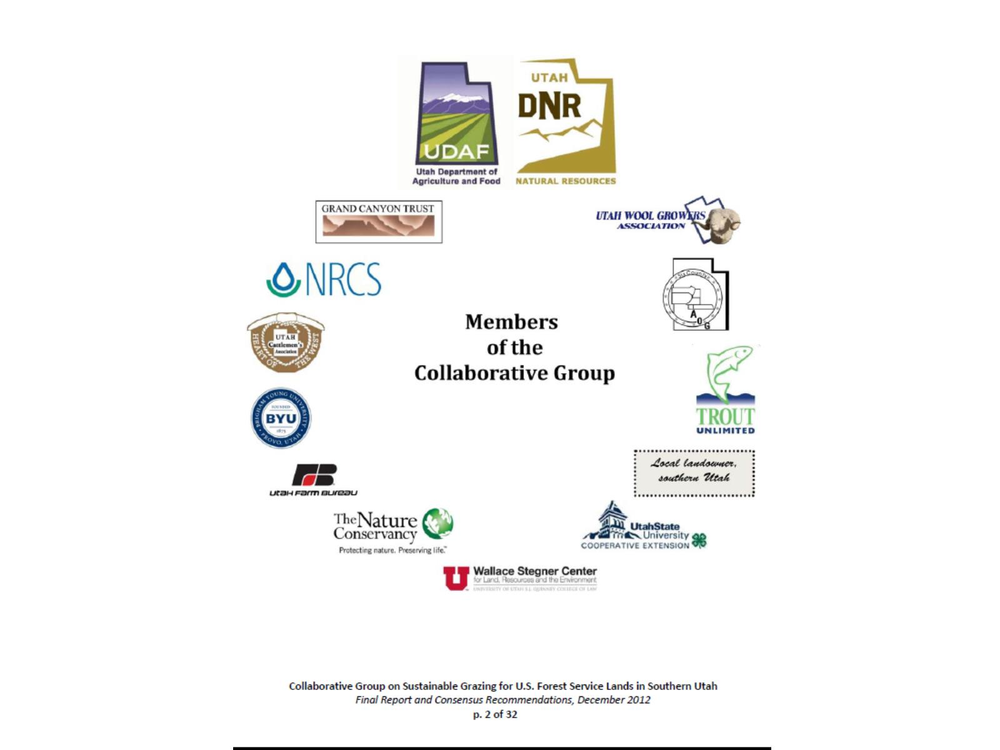 UTAH
DNR
UDAF
Utah Department of
Agriculture and Food
NATURAL RESOURCES
GRAND CANYON TRUST
UTAH WOOL GROWERS
ASSOCIATION
NRCS
Six County
A
O
G
UTAH
Cattlemen's
Association
HEART OF THE WEST
Members
of the
Collaborative Group
BRIGHAM YOUNG UNIVERSITY
FOUNDED
BYU
1875
PROVO, UTAH
TROUT
UNLIMITED
Local landowner,
southern Utah
UTAH FARM BUREAU
The Nature
Conservancy
Protecting nature. Preserving life.™
UtahState
University
COOPERATIVE EXTENSION
U
Wallace Stegner Center
for Land, Resources and the Environment
UNIVERSITY OF UTAH S.J. QUINNEY COLLEGE OF LAW
Collaborative Group on Sustainable Grazing for U.S. Forest Service Lands in Southern Utah
Final Report and Consensus Recommendations, December 2012
p. 2 of 32